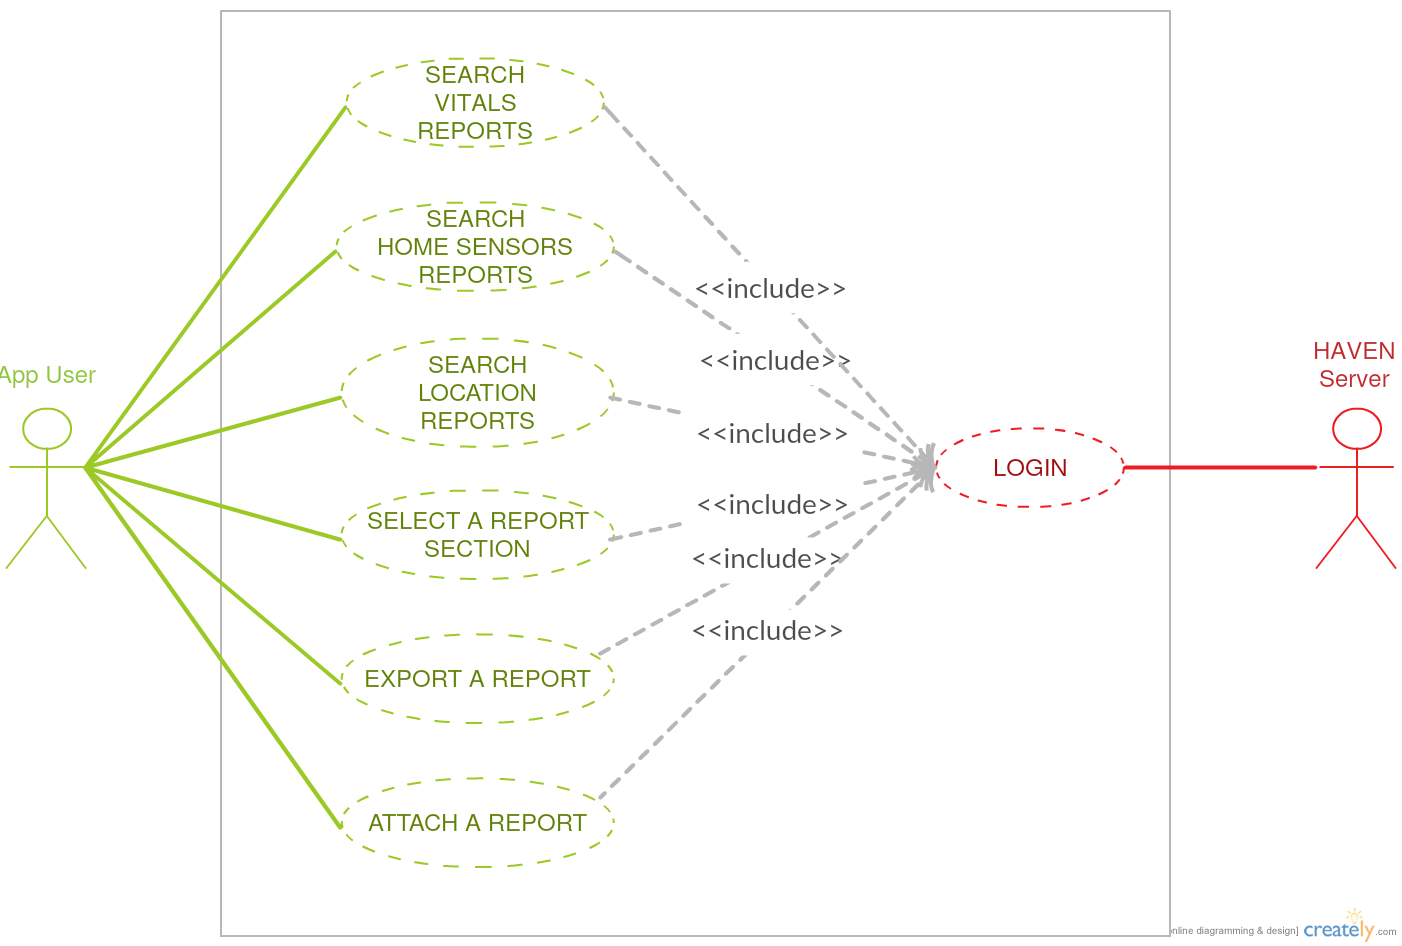 SEARCH
VITALS
REPORTS
SEARCH
HOME SENSORS
REPORTS
<<include>>
<<include>>
App User
SEARCH
LOCATION
REPORTS
<<include>>
HAVEN
Server
LOGIN
SELECT A REPORT
SECTION
<<include>>
<<include>>
<<include>>
EXPORT A REPORT
ATTACH A REPORT
diagramming & design]
creately.com